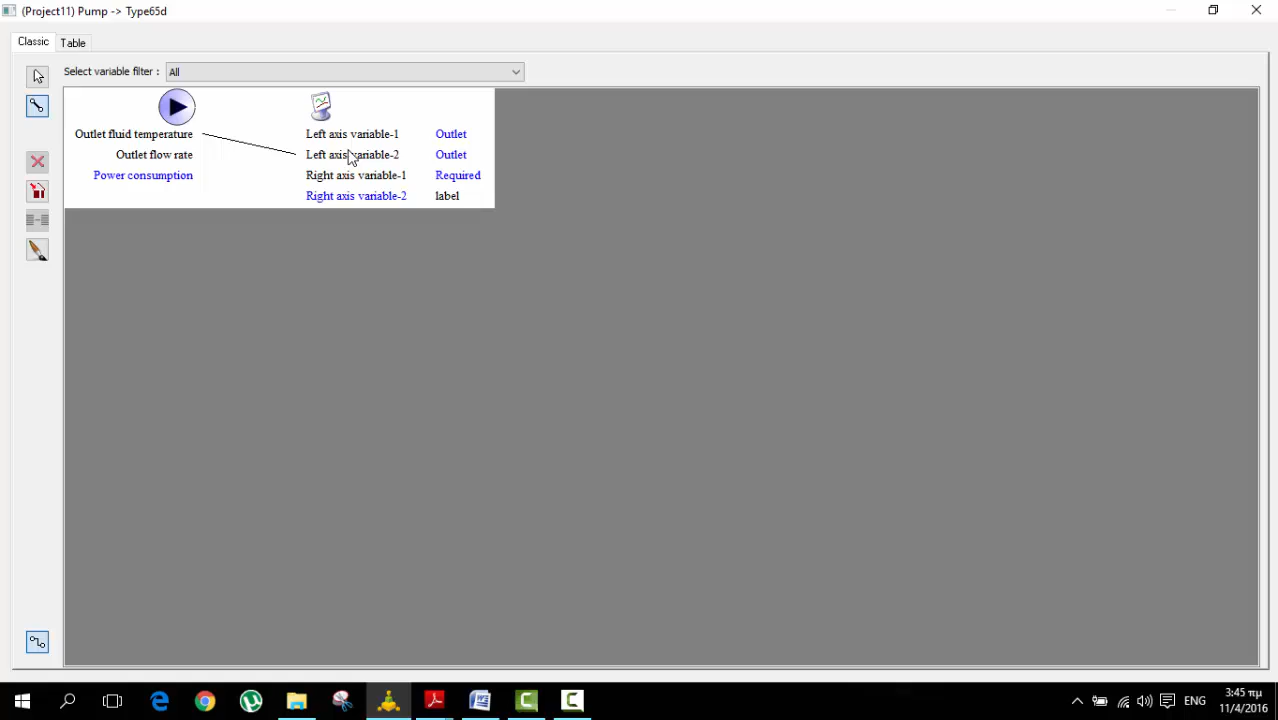 (Project11) Pump -> Type65d
Classic
Table
Select variable filter :
All
Outlet fluid temperature
Left axis variable-1
Outlet
Outlet flow rate
Left axis variable-2
Outlet
Power consumption
Right axis variable-1
Required
Right axis variable-2
label
ENG
3:45 πμ
11/4/2016